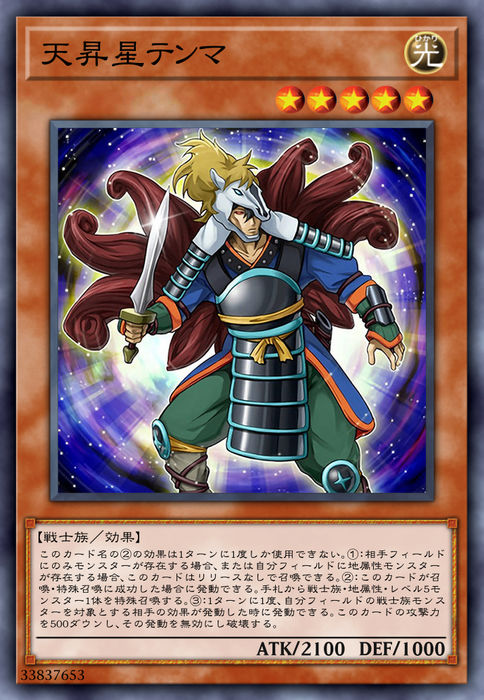 天昇星テンマ
ひかり
光
【戦士族／効果】
このカード名の②の効果は1ターンに1度しか使用できない。①：相手フィールド
にのみモンスターが存在する場合、または自分フィールドに地属性モンスター
が存在する場合、このカードはリリースなしで召喚できる。②：このカードが召
喚・特殊召喚に成功した場合に発動できる。手札から戦士族・地属性・レベル5モ
ンスター1体を特殊召喚する。③：1ターンに1度、自分フィールドの戦士族モンス
ターを対象とする相手の効果が発動した時に発動できる。このカードの攻撃力
を500ダウンし、その発動を無効にし破壊する。
ATK/2100 DEF/1000
33837653